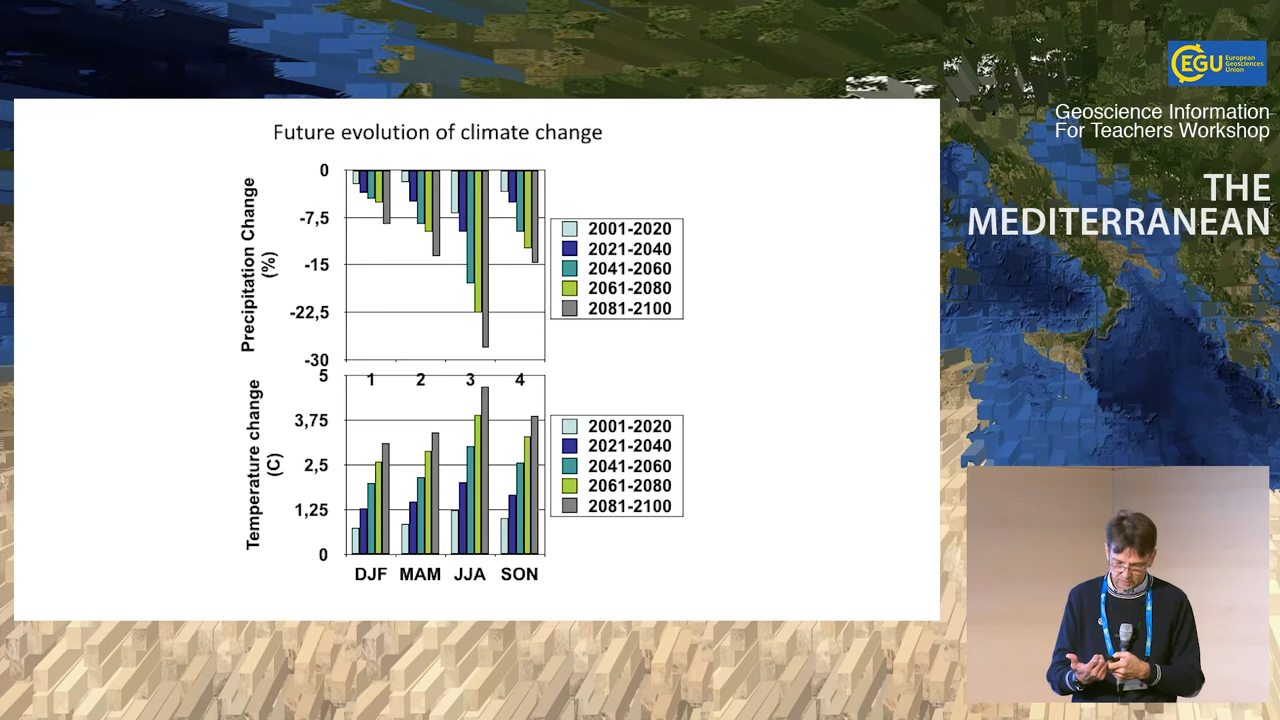 EGU European
Geosciences
Union
Geoscience Information
For Teachers Workshop
THE
MEDITERRANEAN
Future evolution of climate change
Precipitation Change
(%)
0
-7,5
-15
-22,5
-30
1 2 3 4
2001-2020
2021-2040
2041-2060
2061-2080
2081-2100
Temperature change
(C)
5
3,75
2,5
1,25
0
DJF MAM JJA SON
2001-2020
2021-2040
2041-2060
2061-2080
2081-2100